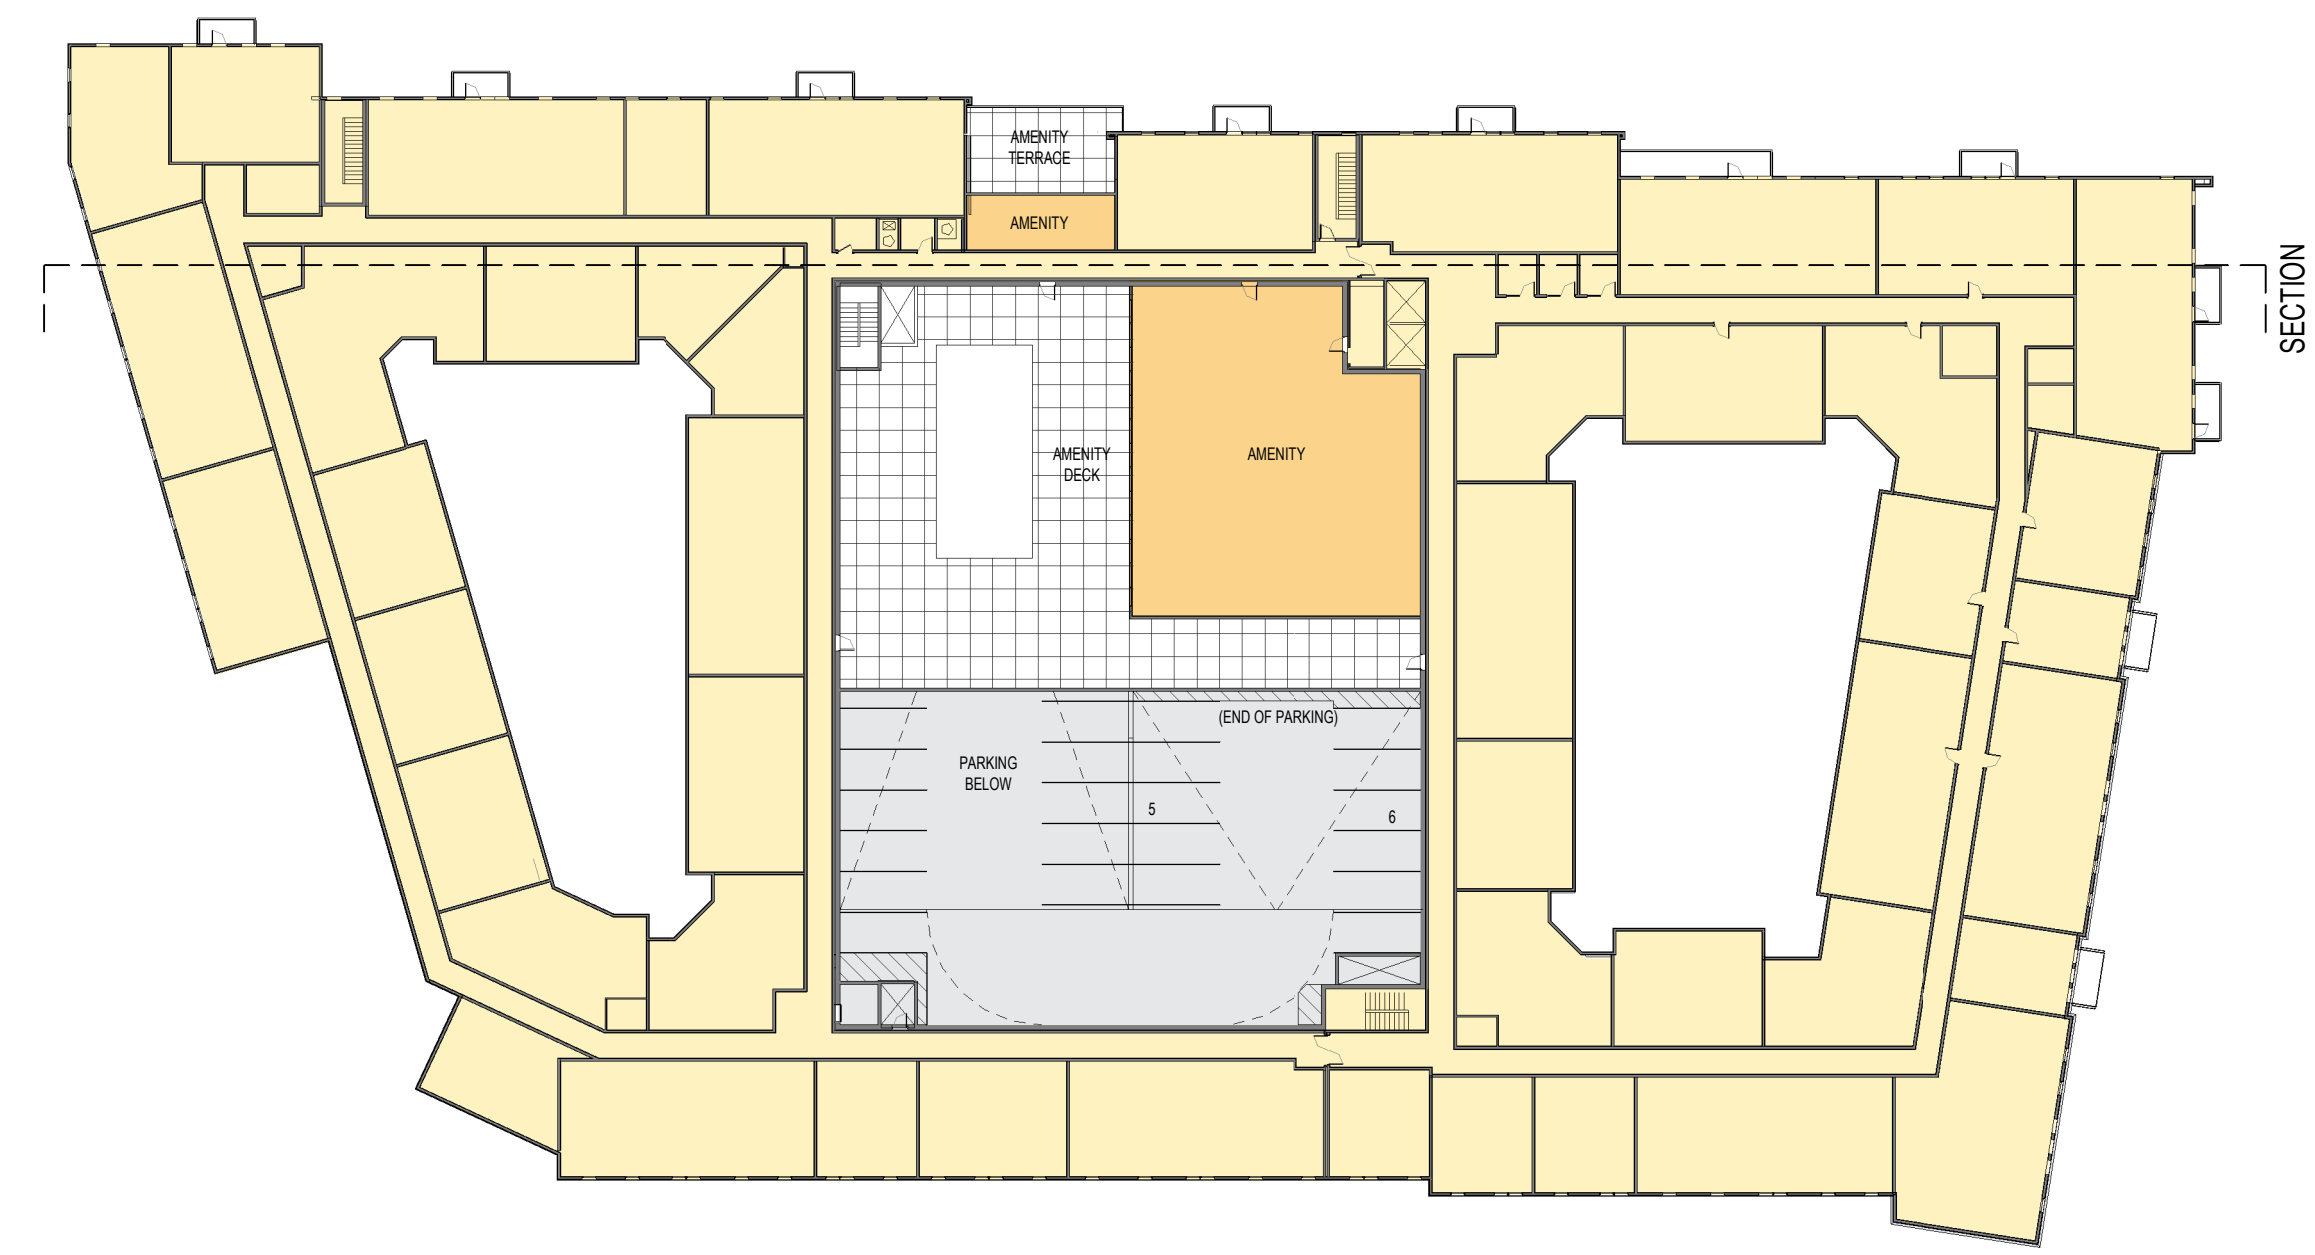 AMENITY
TERRACE
AMENITY
SECTION
AMENITY
DECK
AMENITY
(END OF PARKING)
PARKING
BELOW
5
6